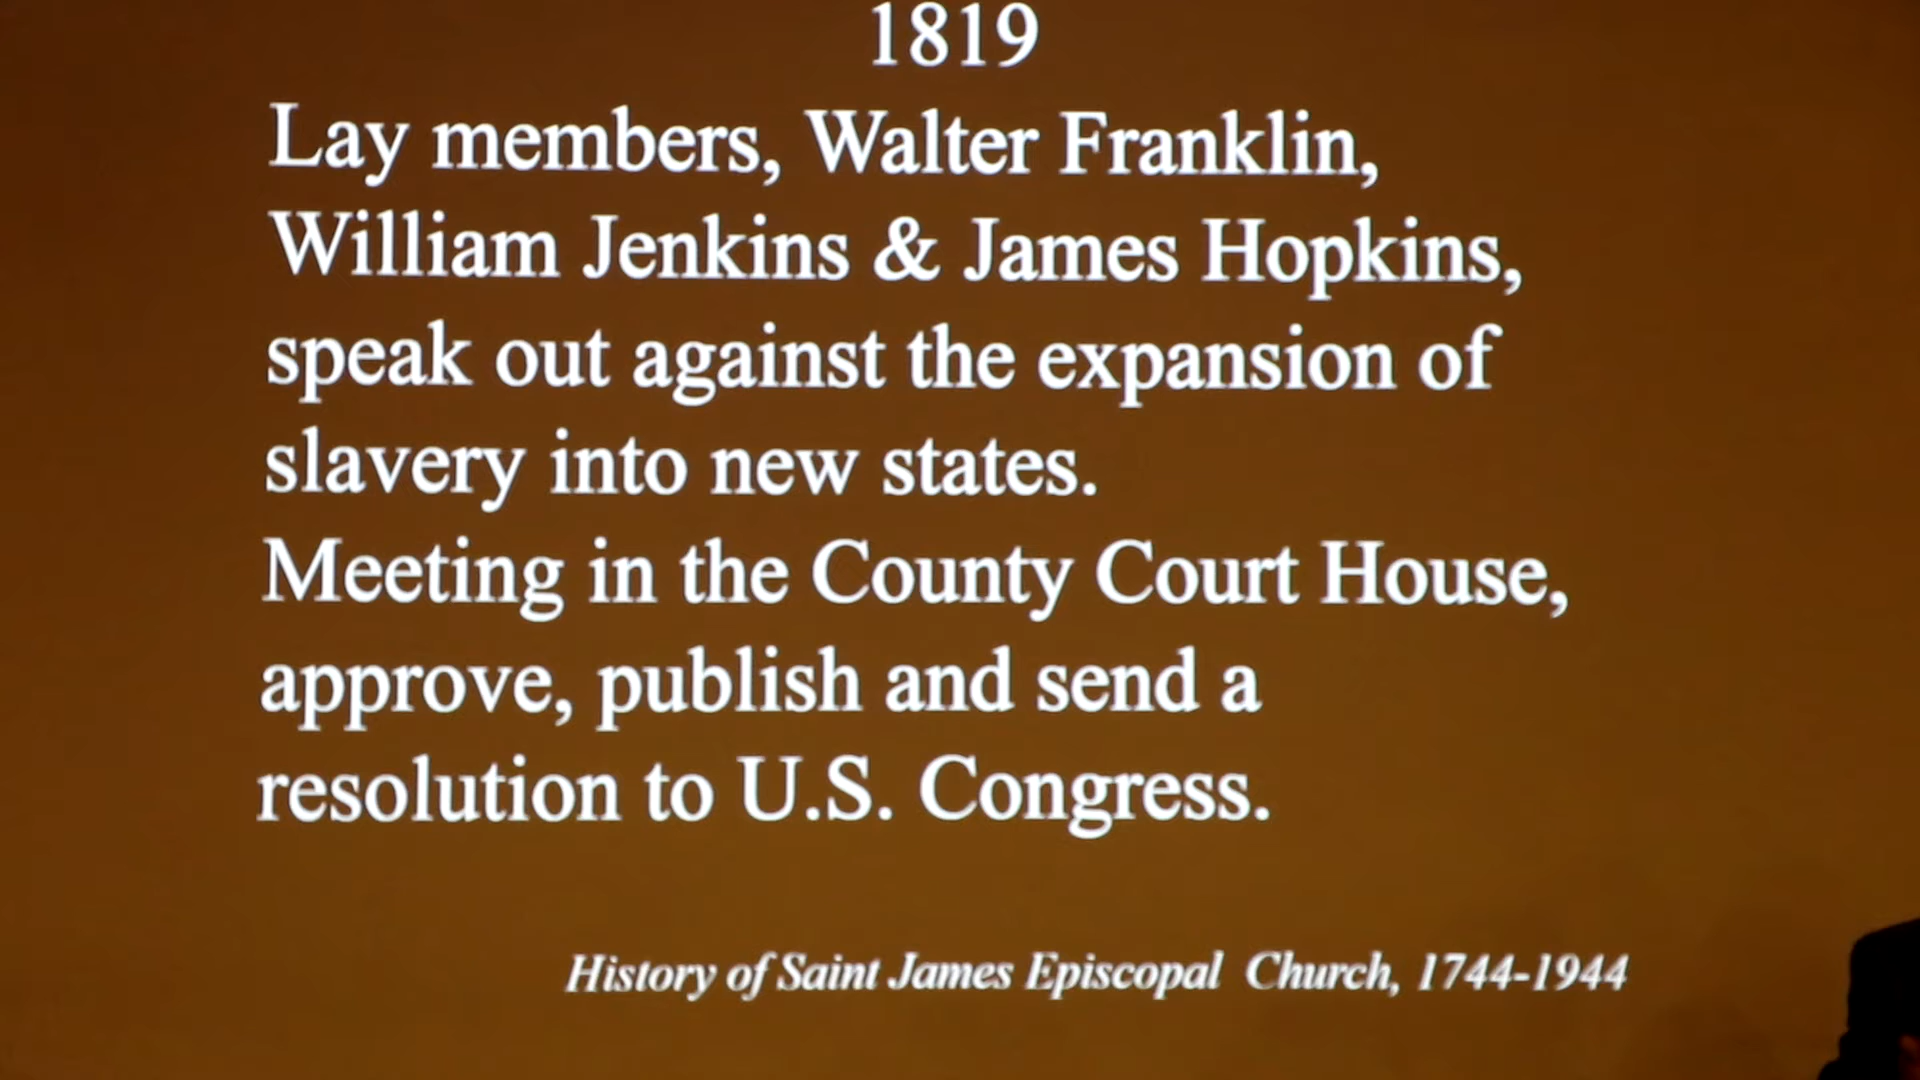 1819
Lay members, Walter Franklin,
William Jenkins & James Hopkins,
speak out against the expansion of
slavery into new states.
Meeting in the County Court House,
approve, publish and send a
resolution to U.S. Congress.
History of Saint James Episcopal Church, 1744-1944